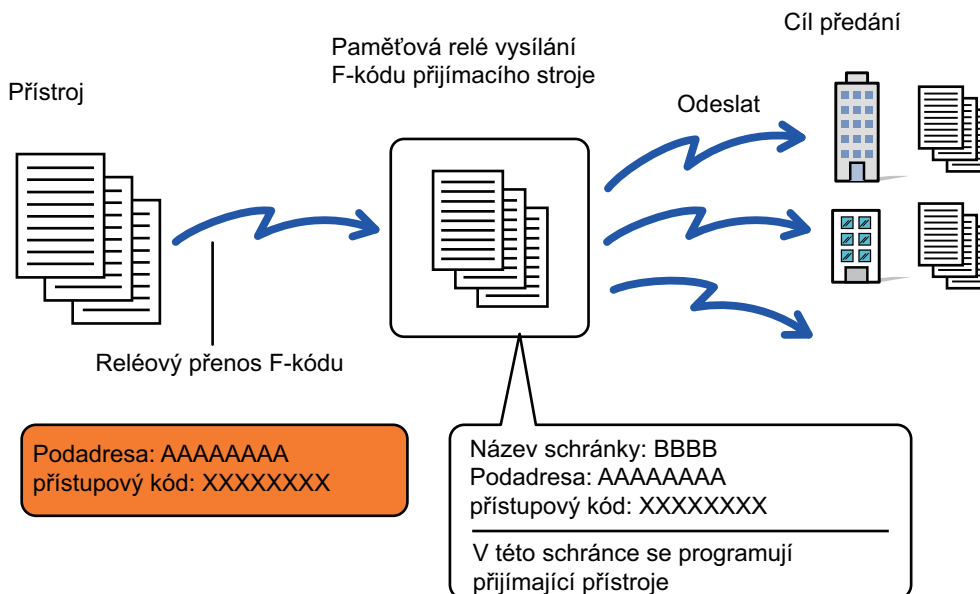 Cíl předání
Paměťová relé vysílání
F-kódu přijímacího stroje
Přístroj
Odeslat
Reléový přenos F-kódu
Podadresa: AAAAAAAA
přístupový kód: XXXXXXXX
Název schránky: BBBB
Podadresa: AAAAAAAA
přístupový kód: XXXXXXXX
V této schránce se programují
přijímající přístroje